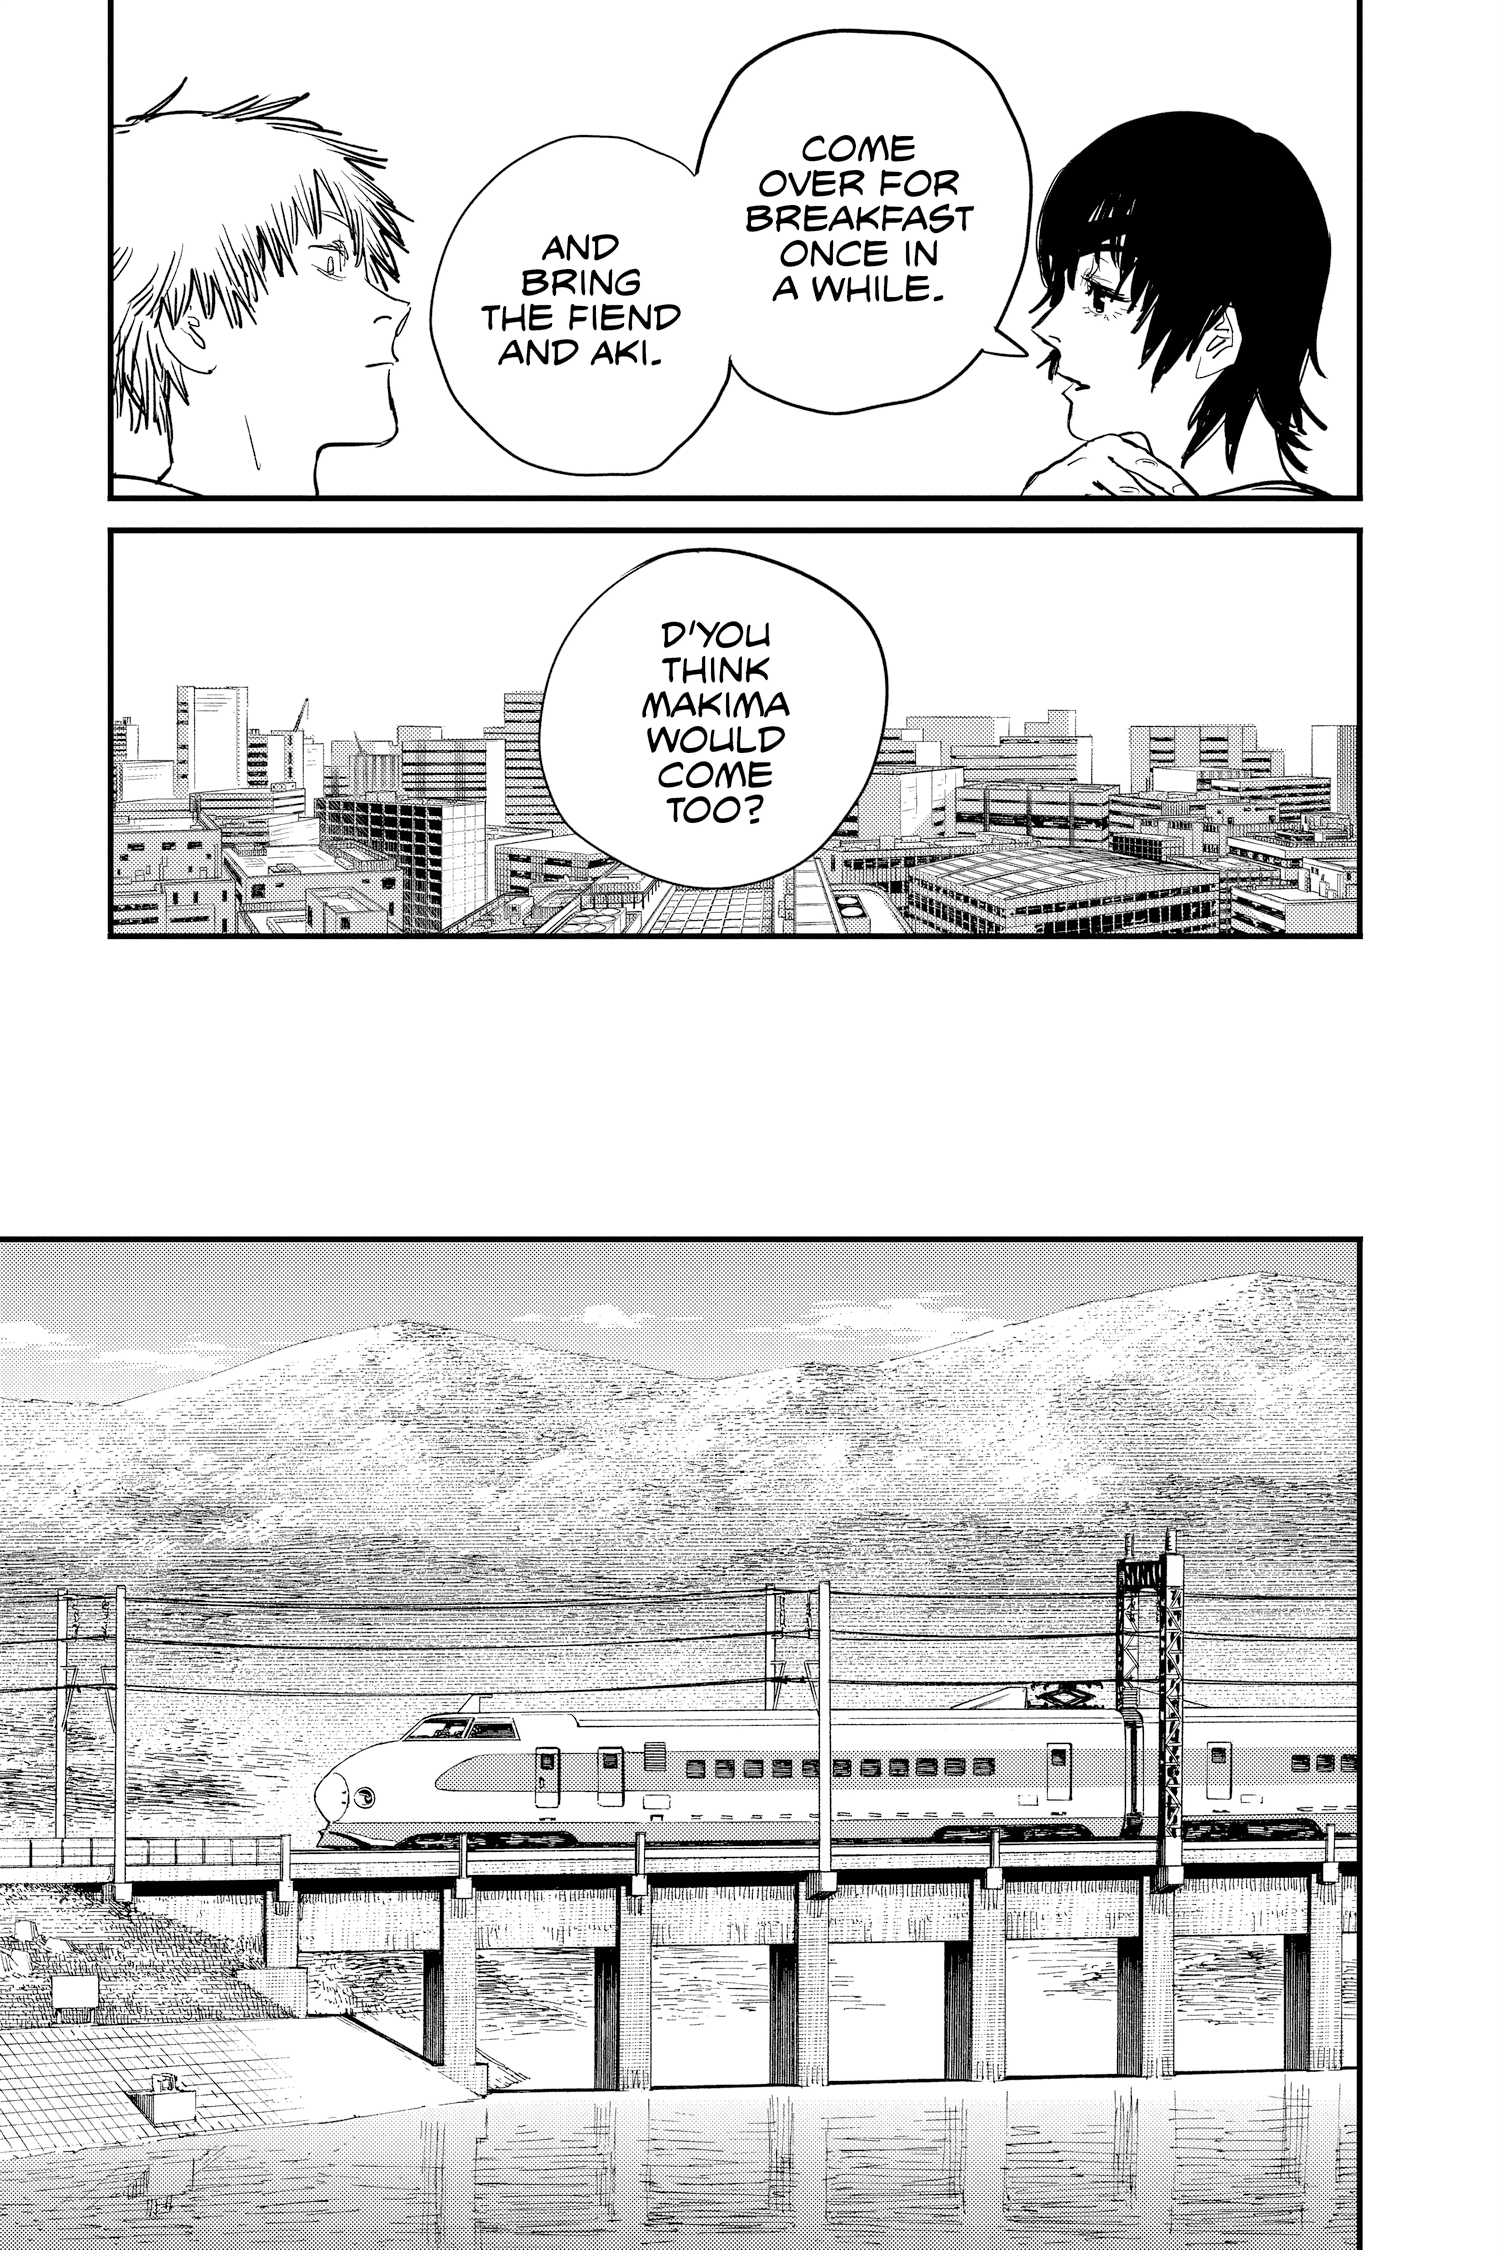 COME
OVER FOR
BREAKFAST
ONCE IN
A WHILE.
AND
BRING
THE FIEND
AND AKI.
D'YOU
THINK
MAKIMA
WOULD
COME
TOO?